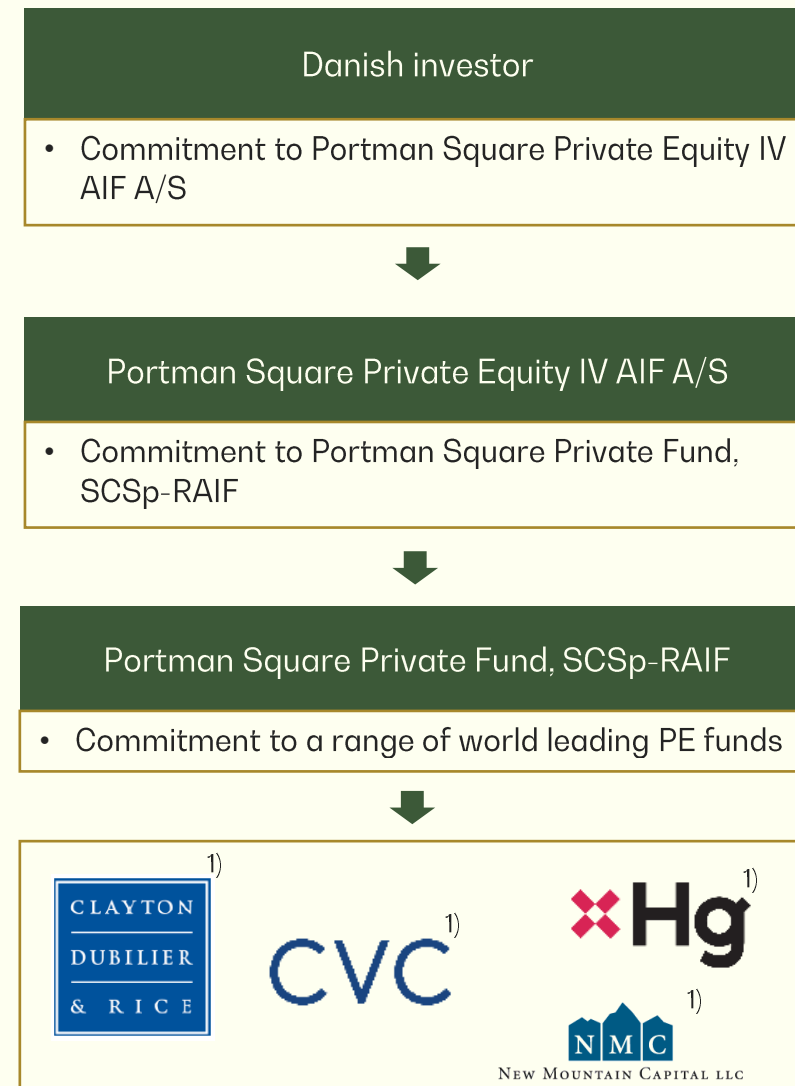 Danish investor
• Commitment to Portman Square Private Equity IV
AIF A/S
Portman Square Private Equity IV AIF A/S
• Commitment to Portman Square Private Fund,
SCSp-RAIF
Portman Square Private Fund, SCSp-RAIF
• Commitment to a range of world leading PE funds
1)
CLAYTON
DUBILIER
& RICE
1)
CVC
1)
Hg
1)
NMC
NEW MOUNTAIN CAPITAL LLC